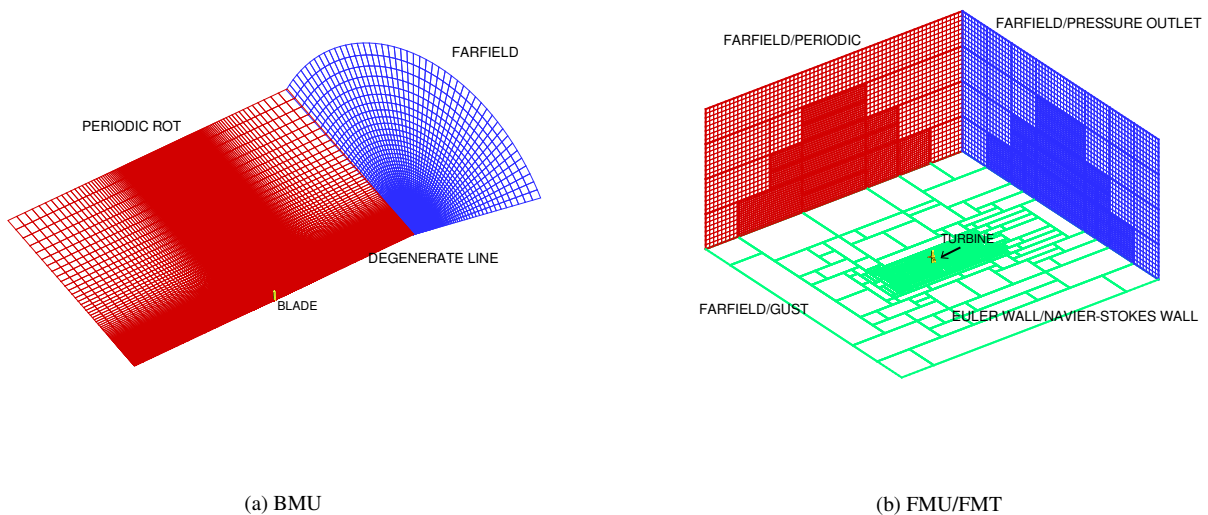 FARFIELD
PERIODIC ROT
DEGENERATE LINE
BLADE
(a) BMU
FARFIELD/PRESSURE OUTLET
FARFIELD/PERIODIC
TURBINE
FARFIELD/GUST
EULER WALL/NAVIER-STOKES WALL
(b) FMU/FMT